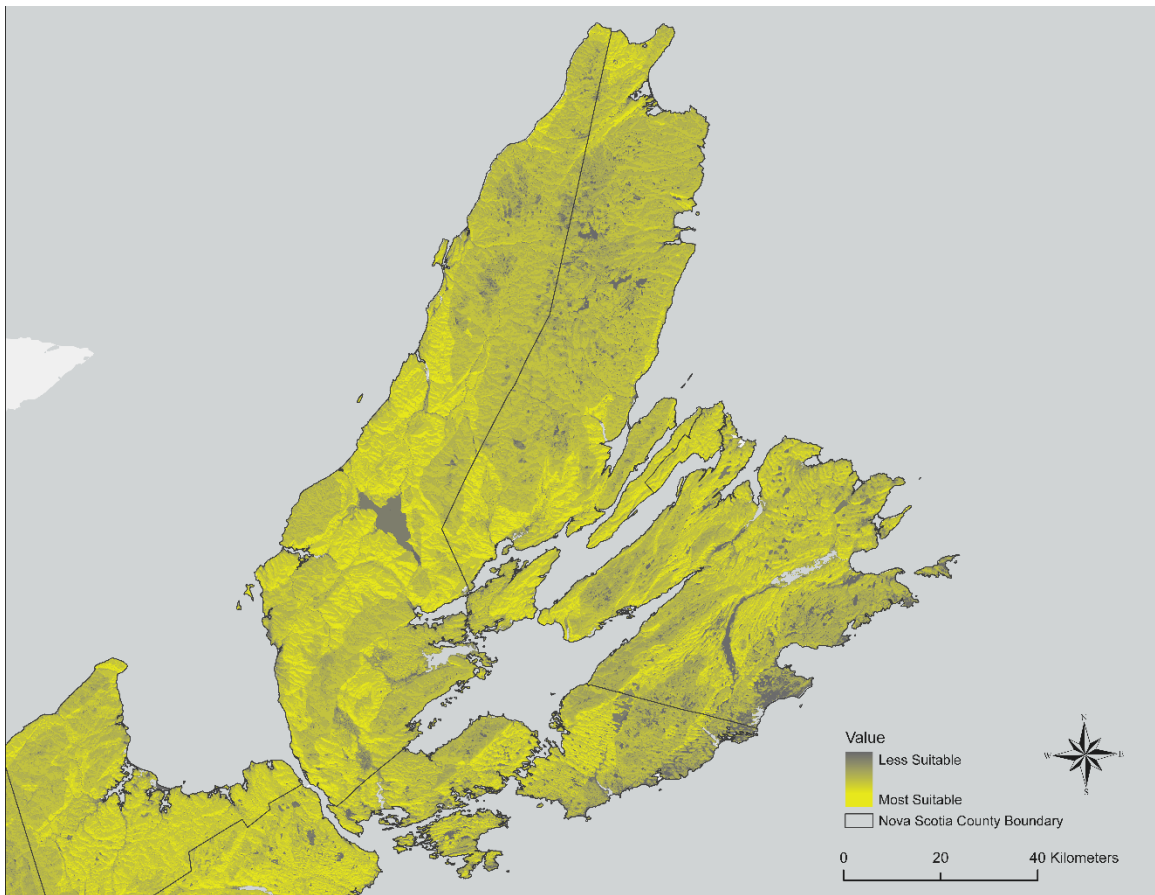 Value
Less Suitable
Most Suitable
Nova Scotia County Boundary
N
W E
S
0 20 40 Kilometers